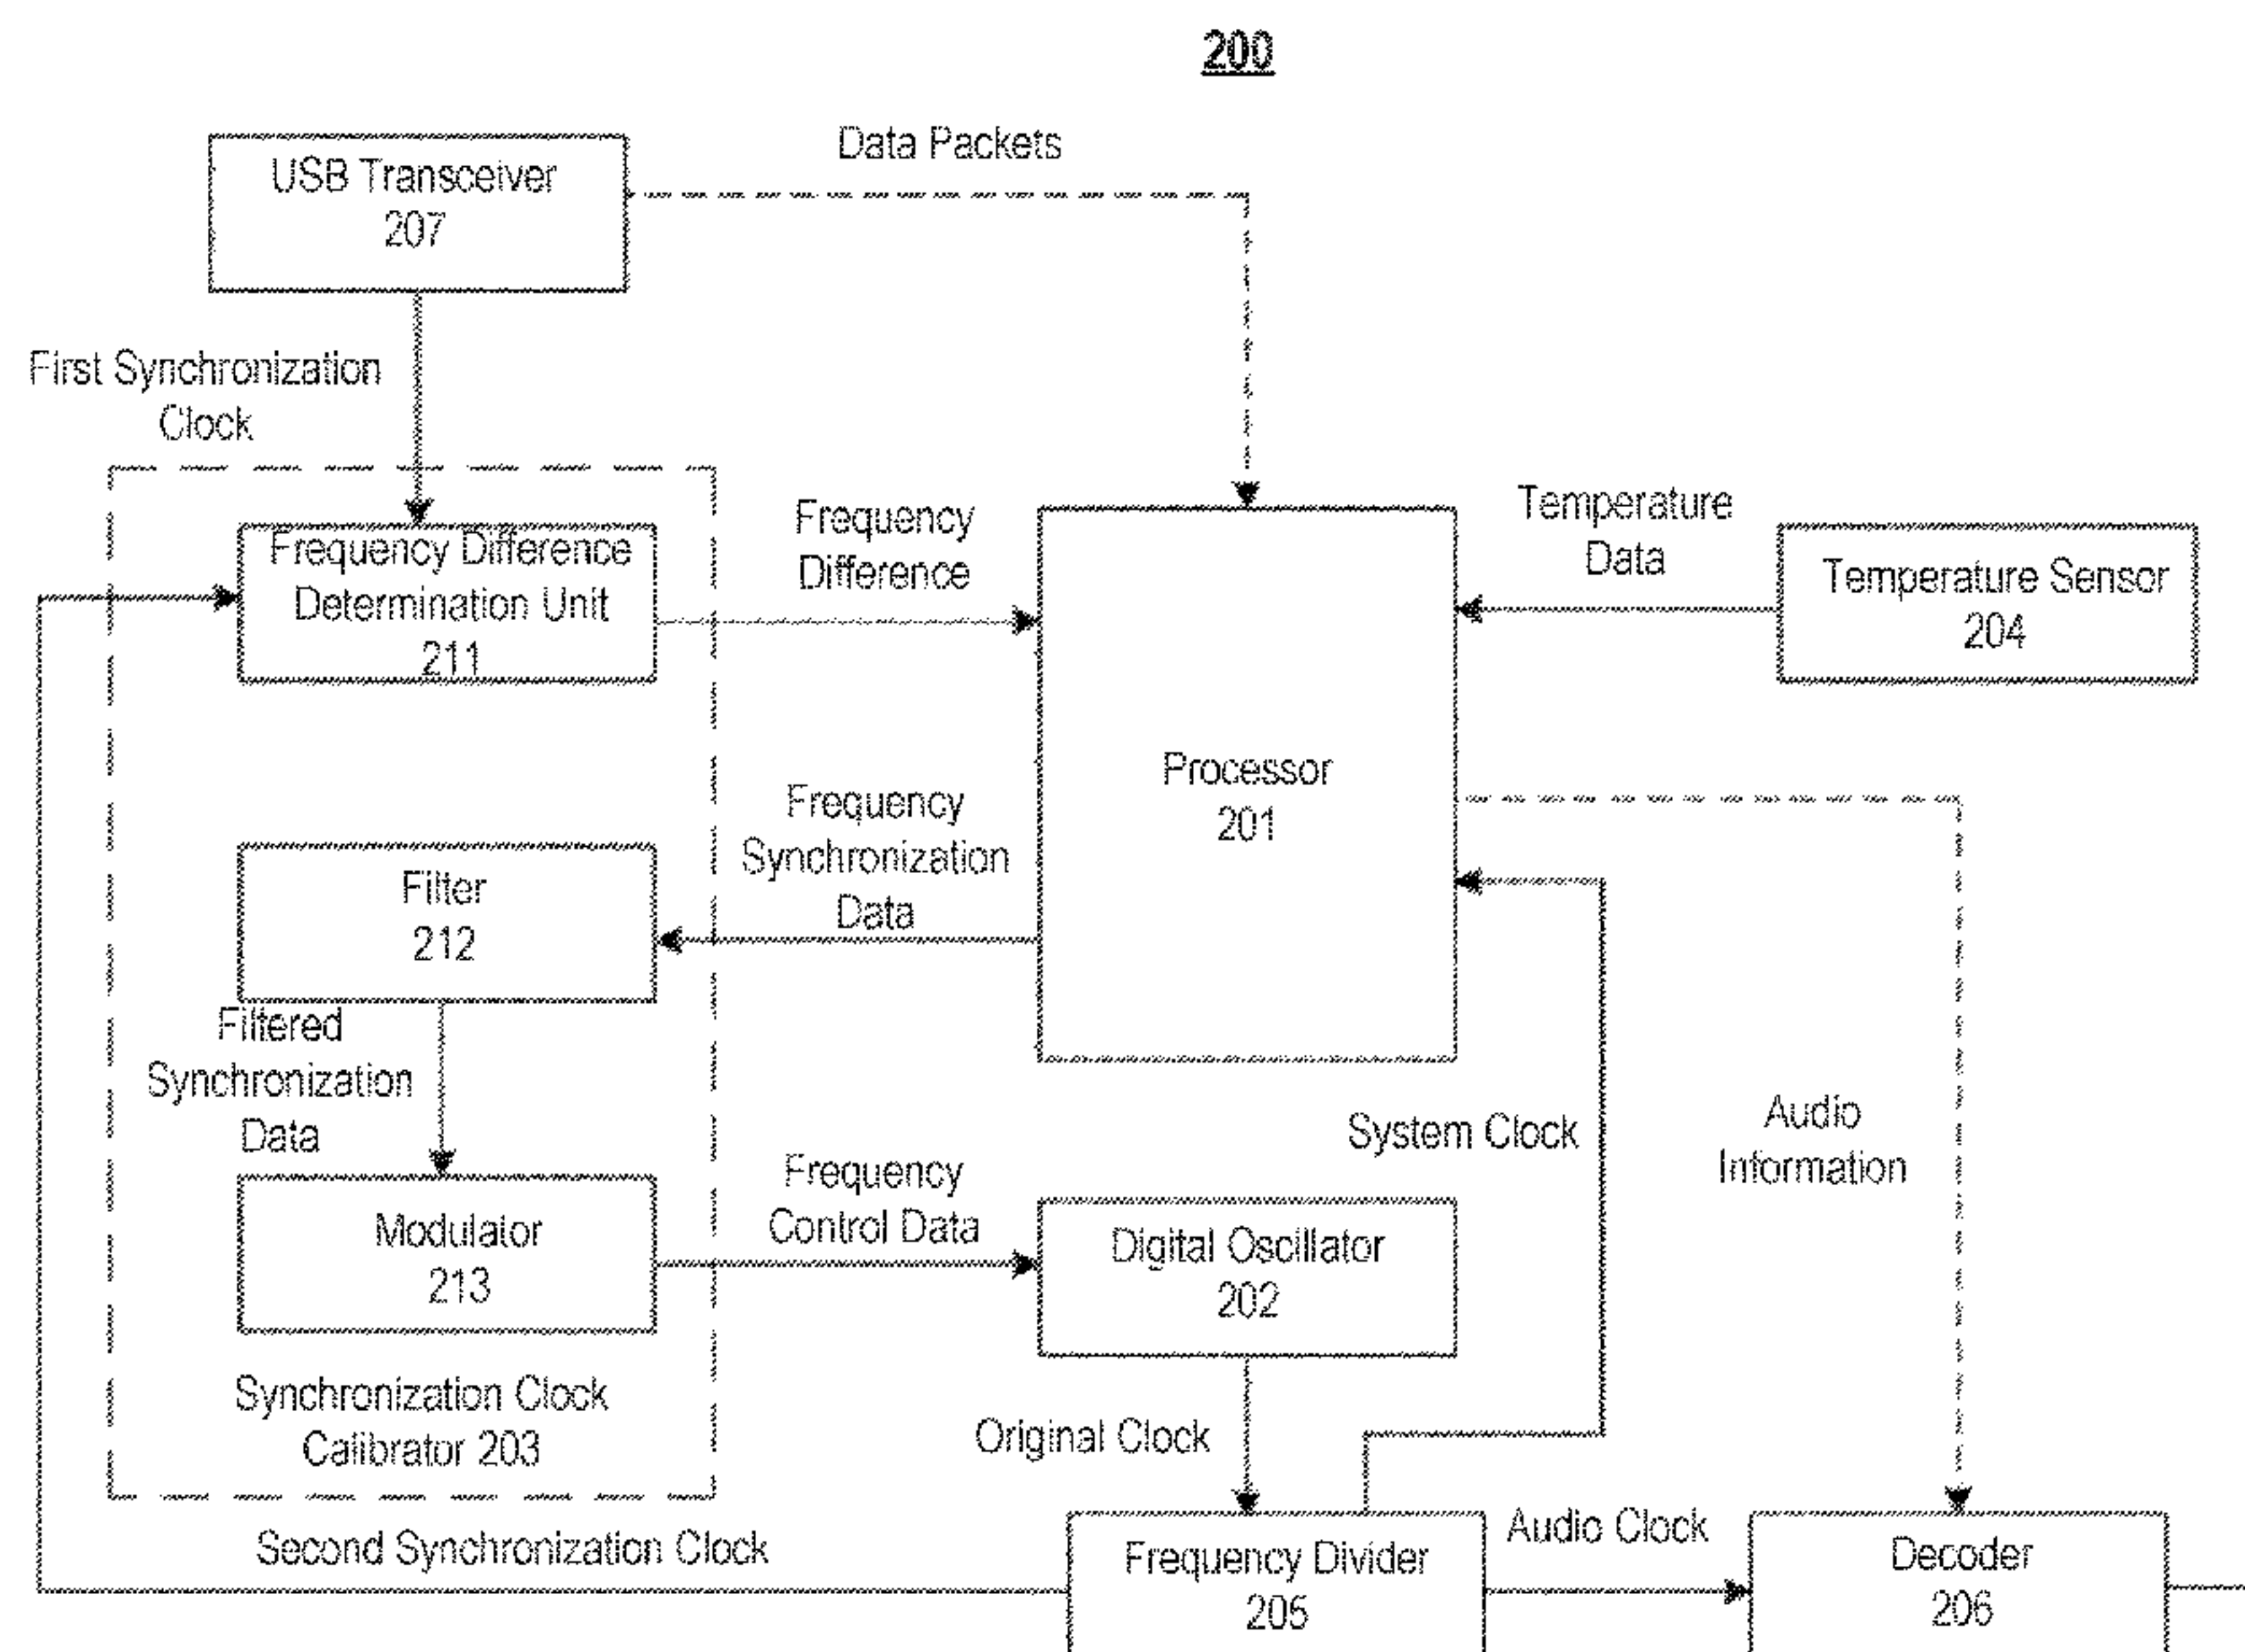 200
USB Transceiver
207
Data Packets
First Synchronization
Clock
Frequency Difference
Determination Unit
211
Frequency
Difference
Temperature
Data
Temperature Sensor
204
Processor
201
Frequency
Synchronization
Data
Filter
212
Filtered
Synchronization
Data
System Clock
Audio
Information
Modulator
213
Frequency
Control Data
Digital Oscillator
202
Synchronization Clock
Calibrator 203
Original Clock
Second Synchronization Clock
Frequency Divider
205
Audio Clock
Decoder
206